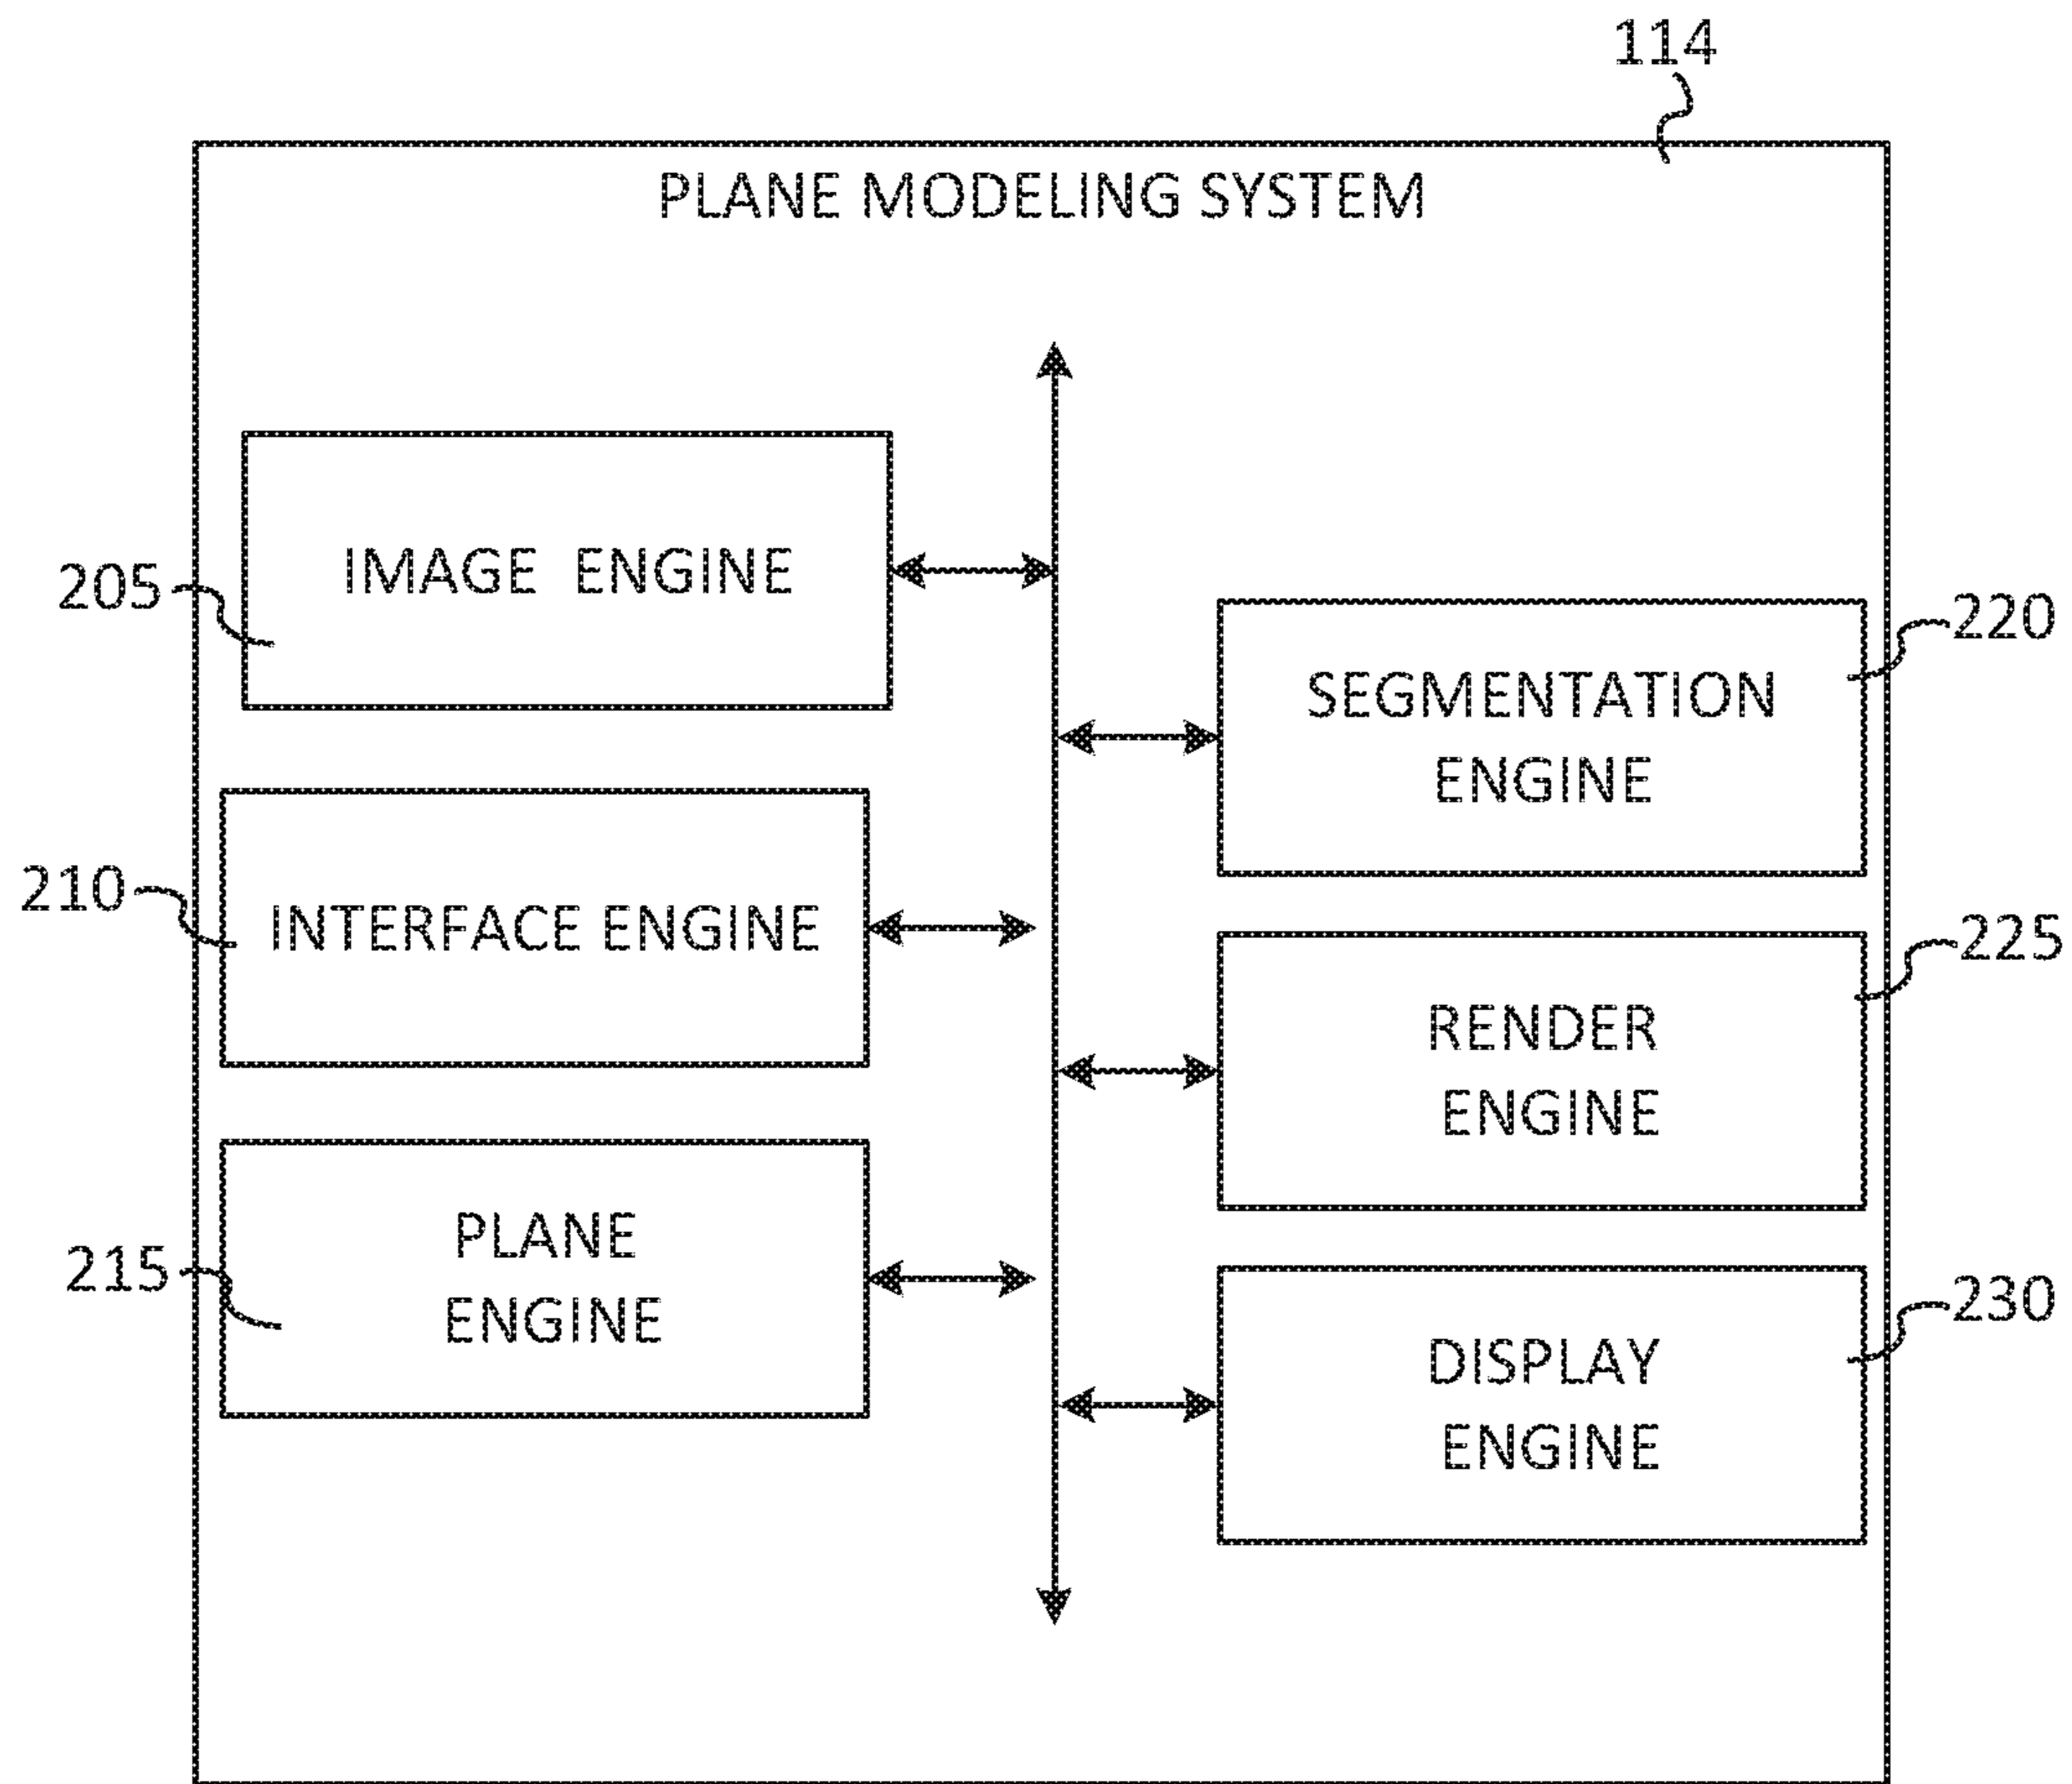 114
PLANE MODELING SYSTEM
205
IMAGE ENGINE
210
INTERFACE ENGINE
215
PLANE
ENGINE
220
SEGMENTATION
ENGINE
225
RENDER
ENGINE
230
DISPLAY
ENGINE